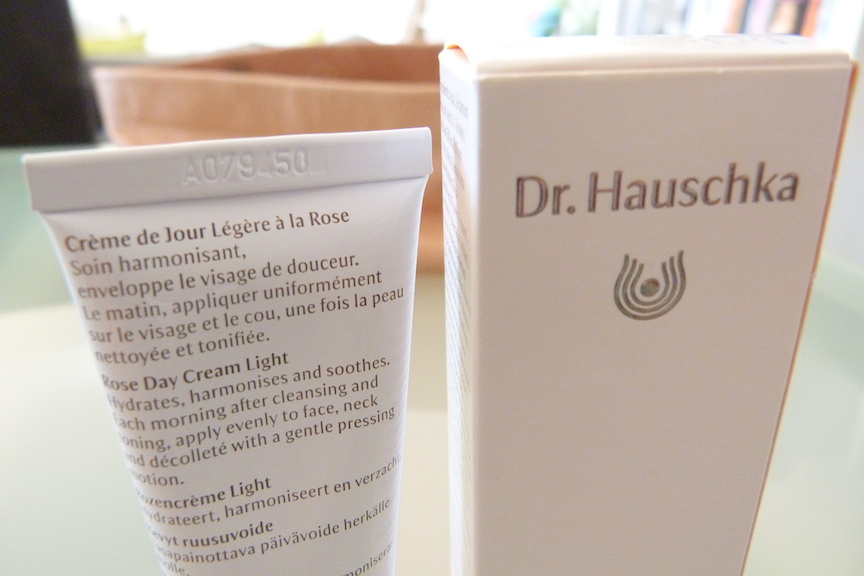 A079450
Crème de Jour Légère à la Rose
Soin harmonisant,
enveloppe le visage de douceur.
Le matin, appliquer uniformément
sur le visage et le cou, une fois la peau
nettoyée et tonifiée.
Rose Day Cream Light
Hydrates, harmonises and soothes.
Each morning after cleansing and
toning, apply evenly to face, neck
and décolleté with a gentle pressing
motion.
Rozencrème Light
Hydrateert, harmoniseert en verzacht.
Kevyt ruusuvoide
päivävoide herkälle
Dr. Hauschka